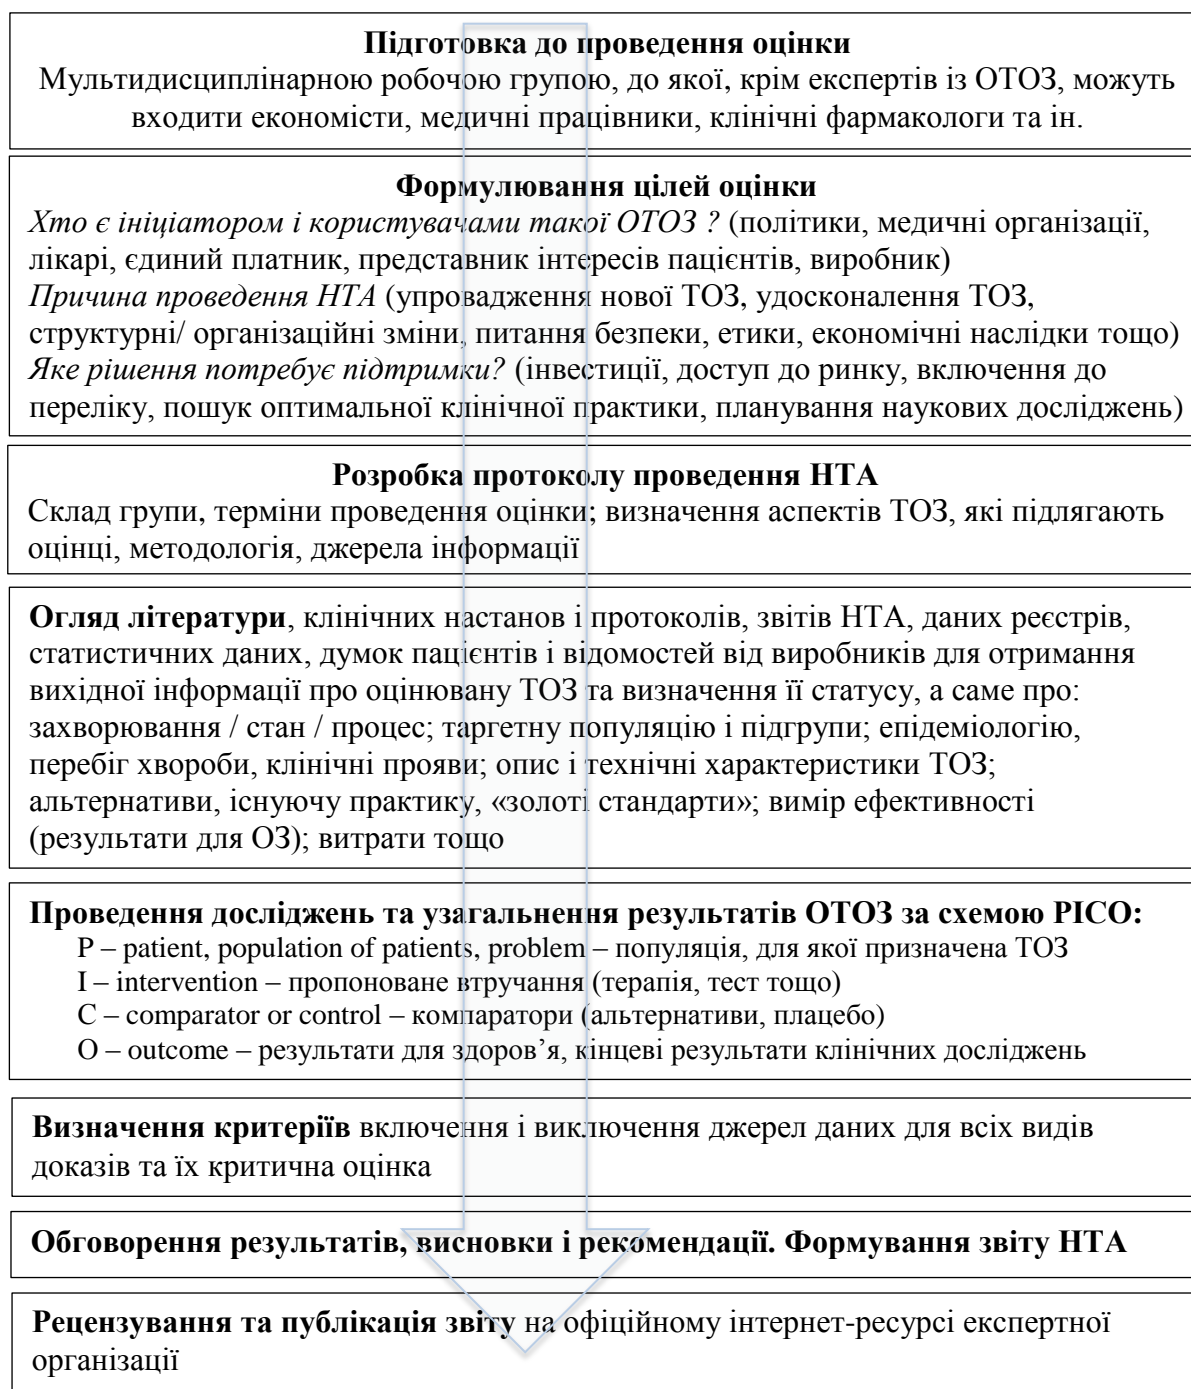 Підготовка до проведення оцінки
Мультидисциплінарною робочою групою, до якої, крім експертів із ОТОЗ, можуть
входити економісти, медичні працівники, клінічні фармакологи та ін.
Формулювання цілей оцінки
Хто є ініціатором і користувачами такої ОТОЗ ? (політики, медичні організації,
лікарі, єдиний платник, представник інтересів пацієнтів, виробник)
Причина проведення НТА (упровадження нової ТОЗ, удосконалення ТОЗ,
структурні/ організаційні зміни, питання безпеки, етики, економічні наслідки тощо)
Яке рішення потребує підтримки? (інвестиції, доступ до ринку, включення до
переліку, пошук оптимальної клінічної практики, планування наукових досліджень)
Розробка протоколу проведення НТА
Склад групи, терміни проведення оцінки; визначення аспектів ТОЗ, які підлягають
оцінці, методологія, джерела інформації
Огляд літератури, клінічних настанов і протоколів, звітів НТА, даних реєстрів,
статистичних даних, думок пацієнтів і відомостей від виробників для отримання
вихідної інформації про оцінювану ТОЗ та визначення її статусу, а саме про:
захворювання / стан / процес; таргетну популяцію і підгрупи; епідеміологію,
перебіг хвороби, клінічні прояви; опис і технічні характеристики ТОЗ;
альтернативи, існуючу практику, «золоті стандарти»; вимір ефективності
(результати для ОЗ); витрати тощо
Проведення досліджень та узагальнення результатів ОТОЗ за схемою PICO:
P – patient, population of patients, problem – популяція, для якої призначена ТОЗ
I – intervention – пропоноване втручання (терапія, тест тощо)
C – comparator or control – компаратори (альтернативи, плацебо)
O – outcome – результати для здоров’я, кінцеві результати клінічних досліджень
Визначення критеріїв включення і виключення джерел даних для всіх видів
доказів та їх критична оцінка
Обговорення результатів, висновки і рекомендації. Формування звіту НТА
Рецензування та публікація звіту на офіційному інтернет-ресурсі експертної
організації